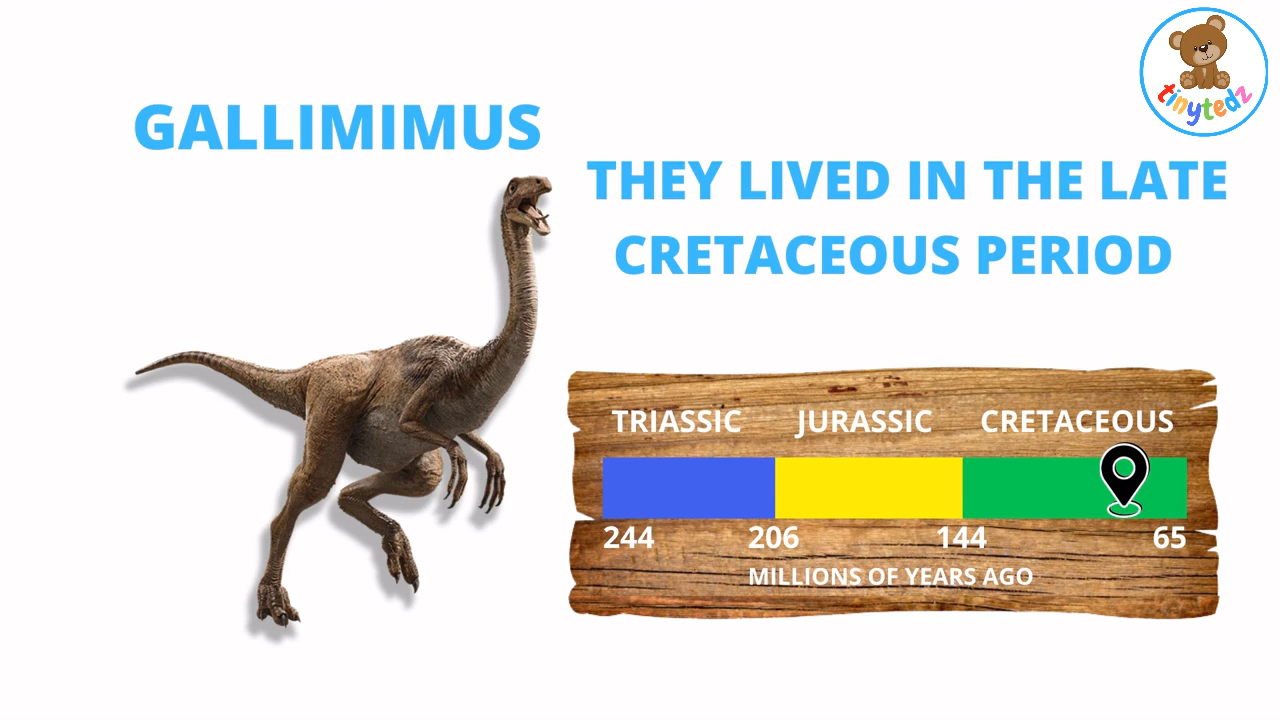 tinytedz
GALLIMIMUS
THEY LIVED IN THE LATE
CRETACEOUS PERIOD
TRIASSIC JURASSIC CRETACEOUS
244 206 144 65
MILLIONS OF YEARS AGO